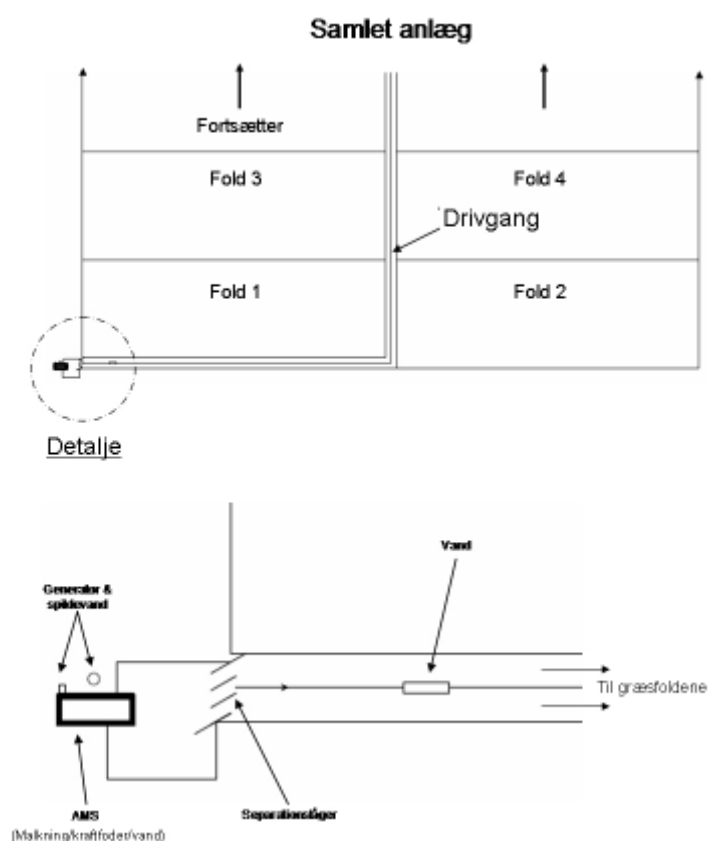 Samlet anlæg
Fortsætter
Fold 3
Fold 4
Drivgang
Fold 1
Fold 2
Detalje
Vand
Generator &
spildevand
Til græsfoldene
AMS
(Malkning/kraftfoder/vand)
Separationslåger